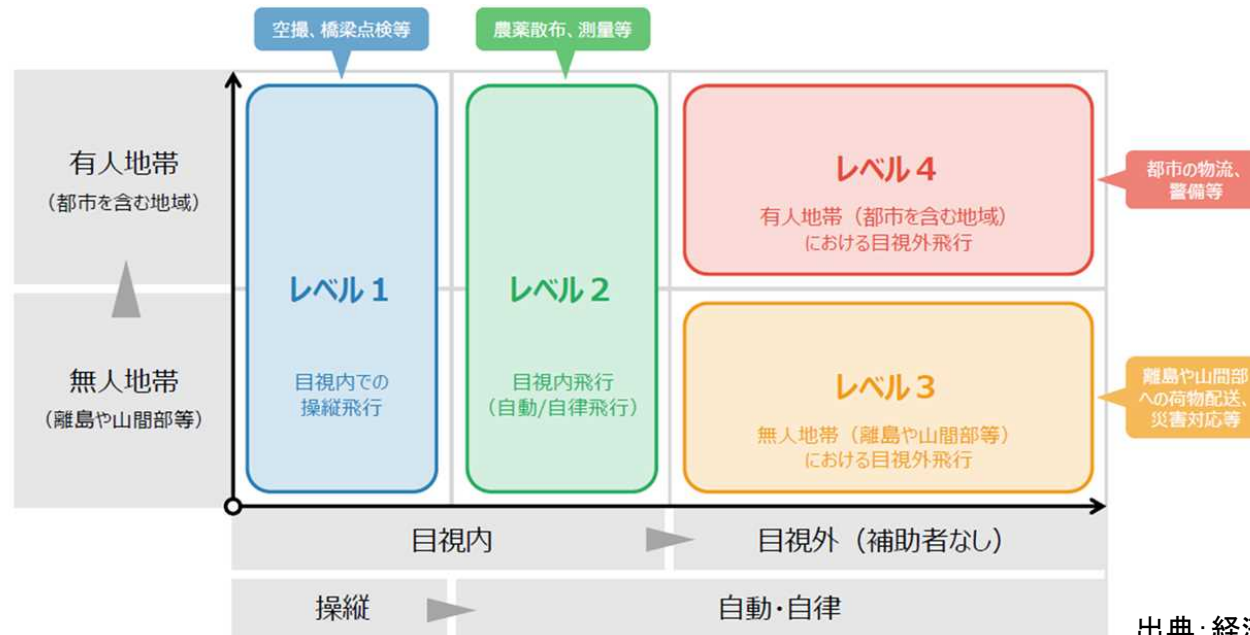 空撮、橋梁点検等
農薬散布、測量等
有人地帯
(都市を含む地域)
レベル1
目視内での
操縦飛行
レベル2
目視内飛行
(自動/自律飛行)
レベル4
有人地帯(都市を含む地域)
における目視外飛行
都市の物流、
警備等
無人地帯
(離島や山間部等)
レベル3
無人地帯(離島や山間部等)
における目視外飛行
離島や山間部
への荷物配送、
災害対応等
目視内
目視外(補助者なし)
操縦
自動・自律
出典:経済